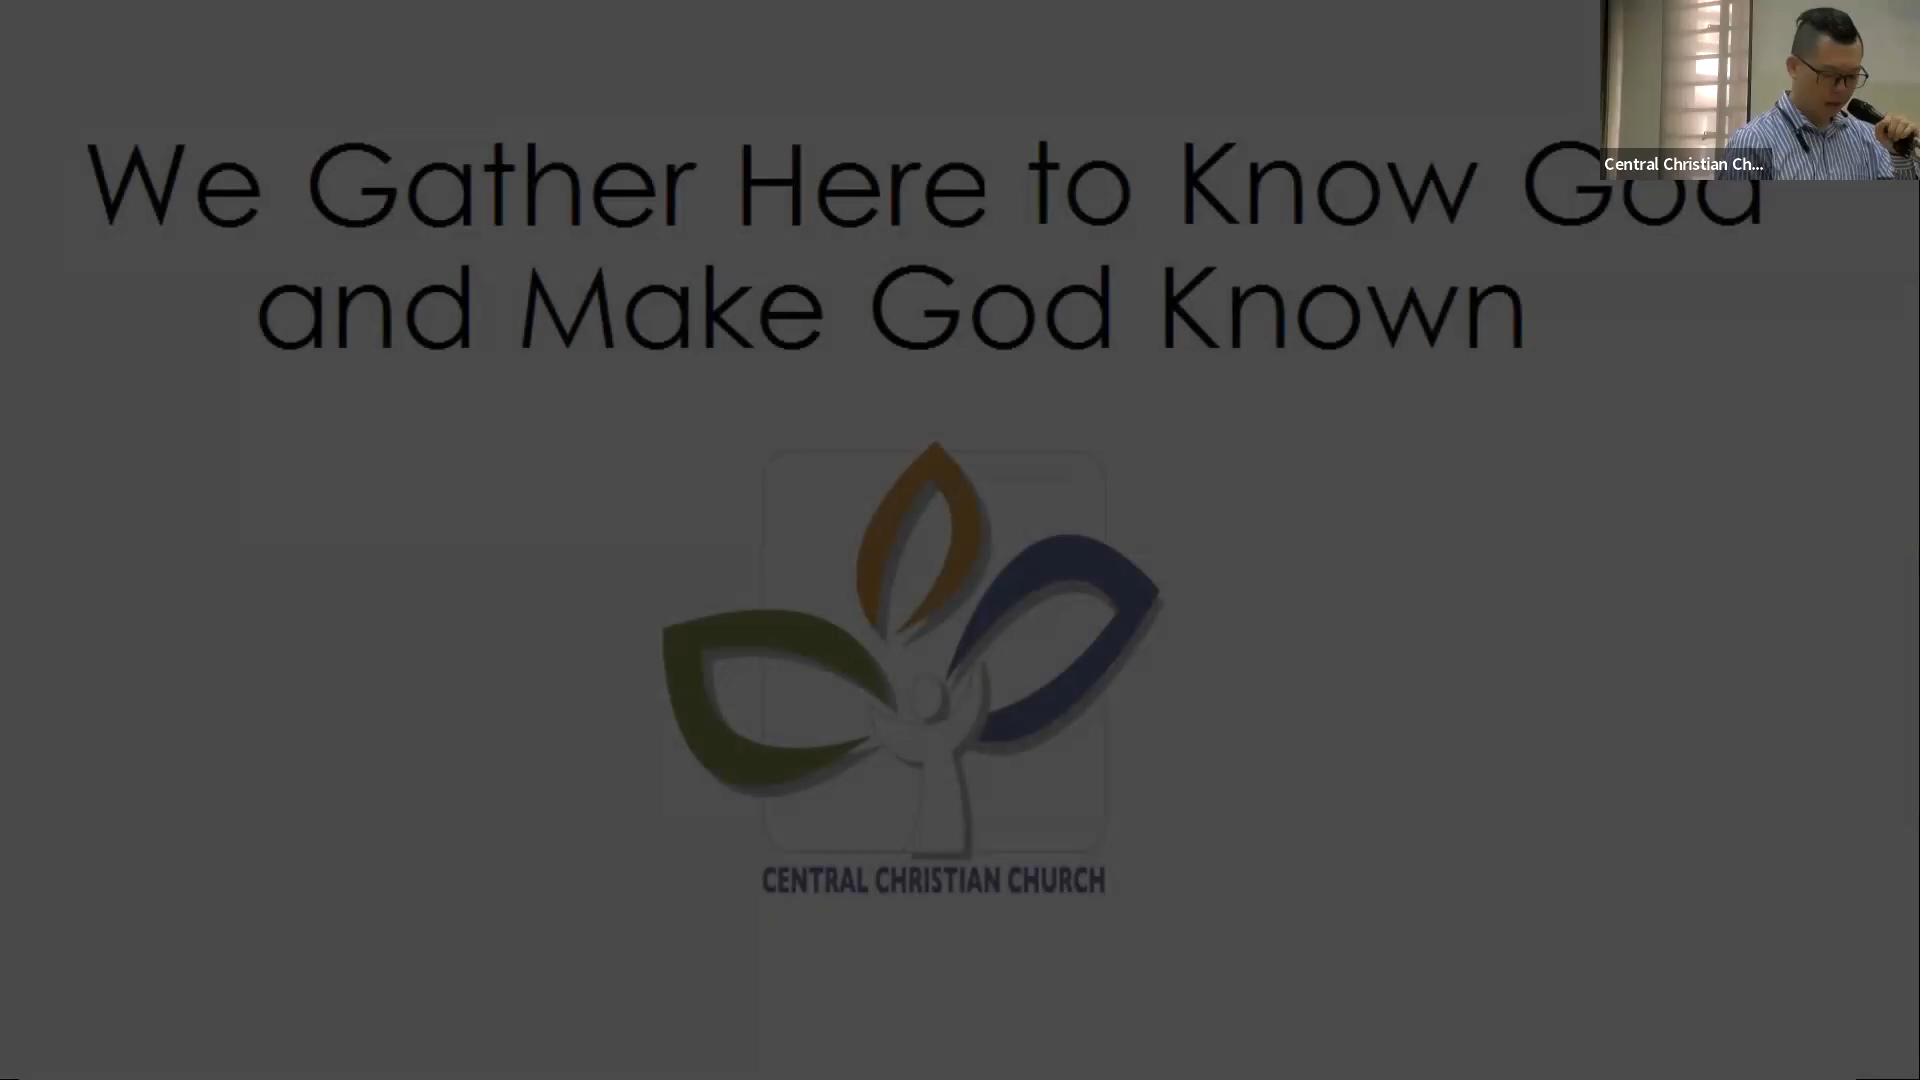 We Gather Here to Know God
and Make God Known
Central Christian Ch...
CENTRAL CHRISTIAN CHURCH